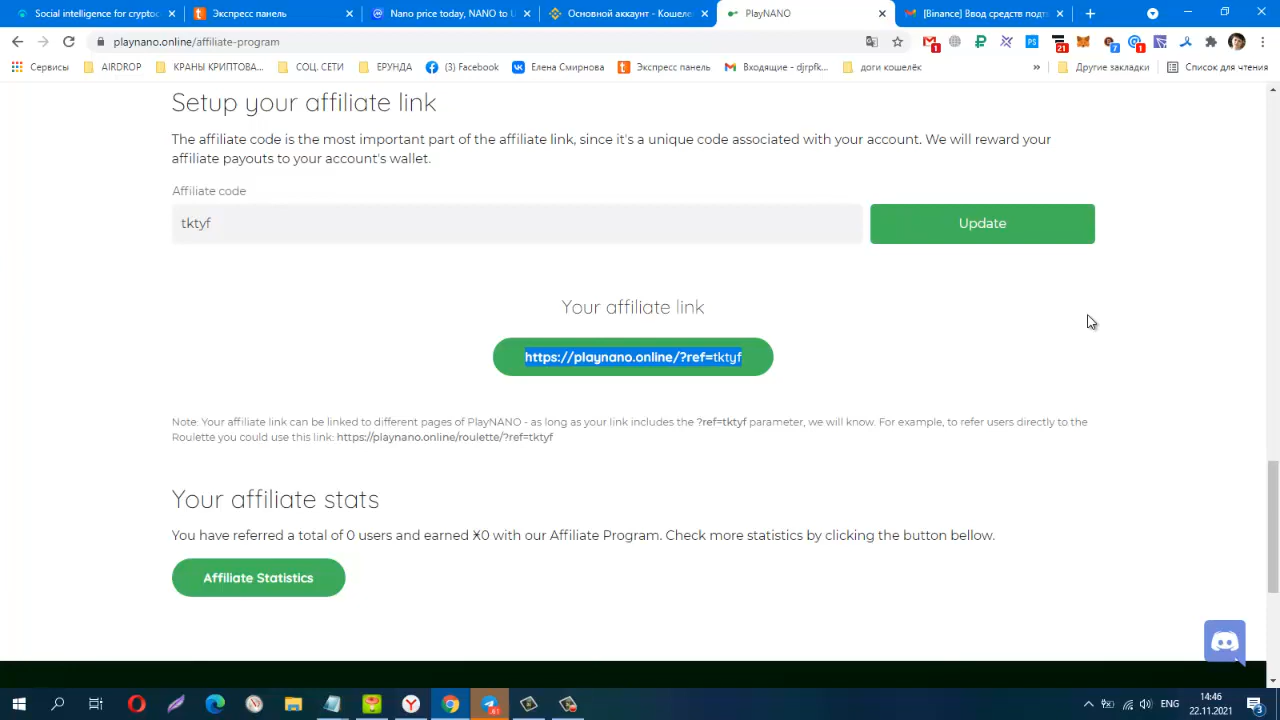 Social intelligence for cryptoc
Экспресс панель
Nano price today, NANO to U
Основной аккаунт - Кошеле
PlayNANO
[Binance] Ввод средств подтв
playnano.online/affiliate-program
1
21
7
1
Сервисы
AIRDROP
КРАНЫ КРИПТОВА...
СОЦ. СЕТИ
ЕРУНДА
(3) Facebook
Елена Смирнова
Экспресс панель
Входящие - djrpfk...
доги кошелёк
»
Другие закладки
Список для чтения
Setup your affiliate link
The affiliate code is the most important part of the affiliate link, since it's a unique code associated with your account. We will reward your
affiliate payouts to your account's wallet.
Affiliate code
tktyf
Update
Your affiliate link
https://playnano.online/?ref=tktyf
Note: Your affiliate link can be linked to different pages of PlayNANO - as long as your link includes the ?ref=tktyf parameter, we will know. For example, to refer users directly to the
Roulette you could use this link: https://playnano.online/roulette/?ref=tktyf
Your affiliate stats
You have referred a total of 0 users and earned Ӿ0 with our Affiliate Program. Check more statistics by clicking the button bellow.
Affiliate Statistics
ENG
14:46
22.11.2021
3